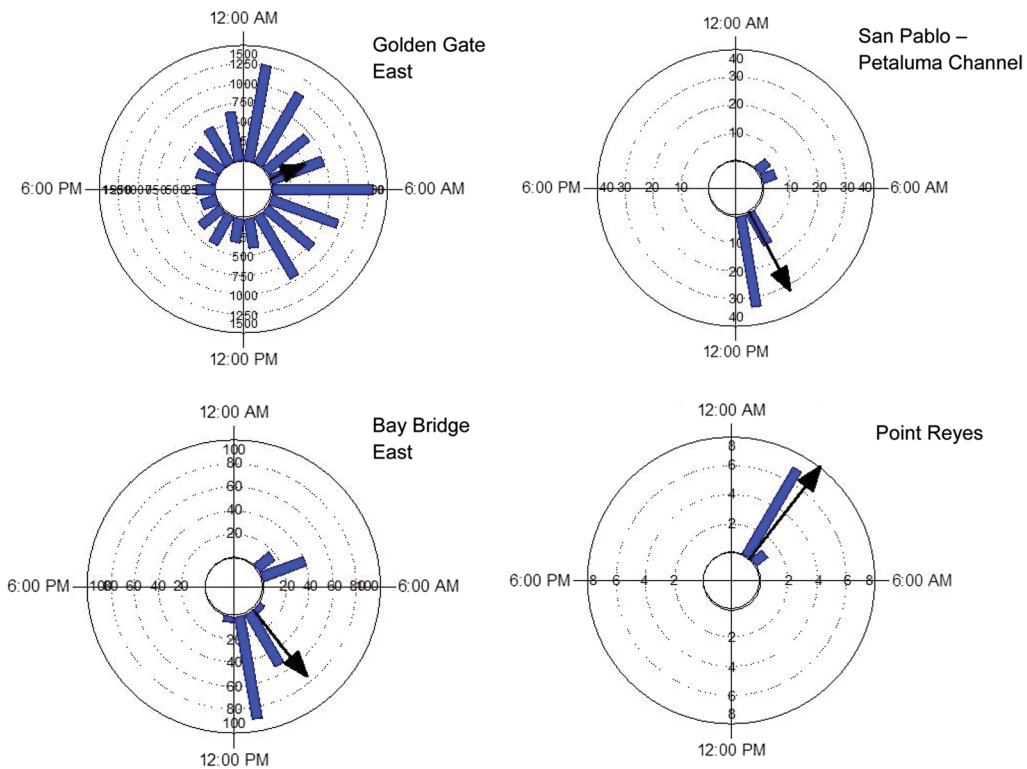 12:00 AM
Golden Gate
East
1500
1250
1000
750
6:00 PM
6:00 AM
500
750
1000
1250
1500
12:00 PM
12:00 AM
San Pablo –
Petaluma Channel
40
30
20
10
6:00 PM
40 30 20 10
10 20 30 40
6:00 AM
10
20
30
40
12:00 PM
12:00 AM
Bay Bridge
East
100
80
60
40
20
6:00 PM
60 40 20
20 40 60
6:00 AM
20
40
60
80
100
12:00 PM
12:00 AM
Point Reyes
8
6
4
2
6:00 PM
8 6 4 2
2 4 6 8
6:00 AM
2
4
6
8
12:00 PM